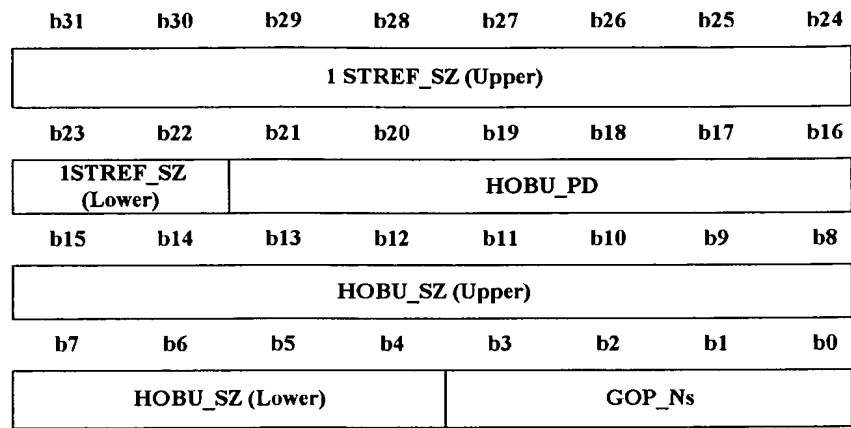 b31 b30 b29 b28 b27 b26 b25 b24
1 STREF_SZ (Upper)
b23 b22 b21 b20 b19 b18 b17 b16
1STREF_SZ
(Lower)
HOBU_PD
b15 b14 b13 b12 b11 b10 b9 b8
HOBU_SZ (Upper)
b7 b6 b5 b4 b3 b2 b1 b0
HOBU_SZ (Lower) GOP_Ns